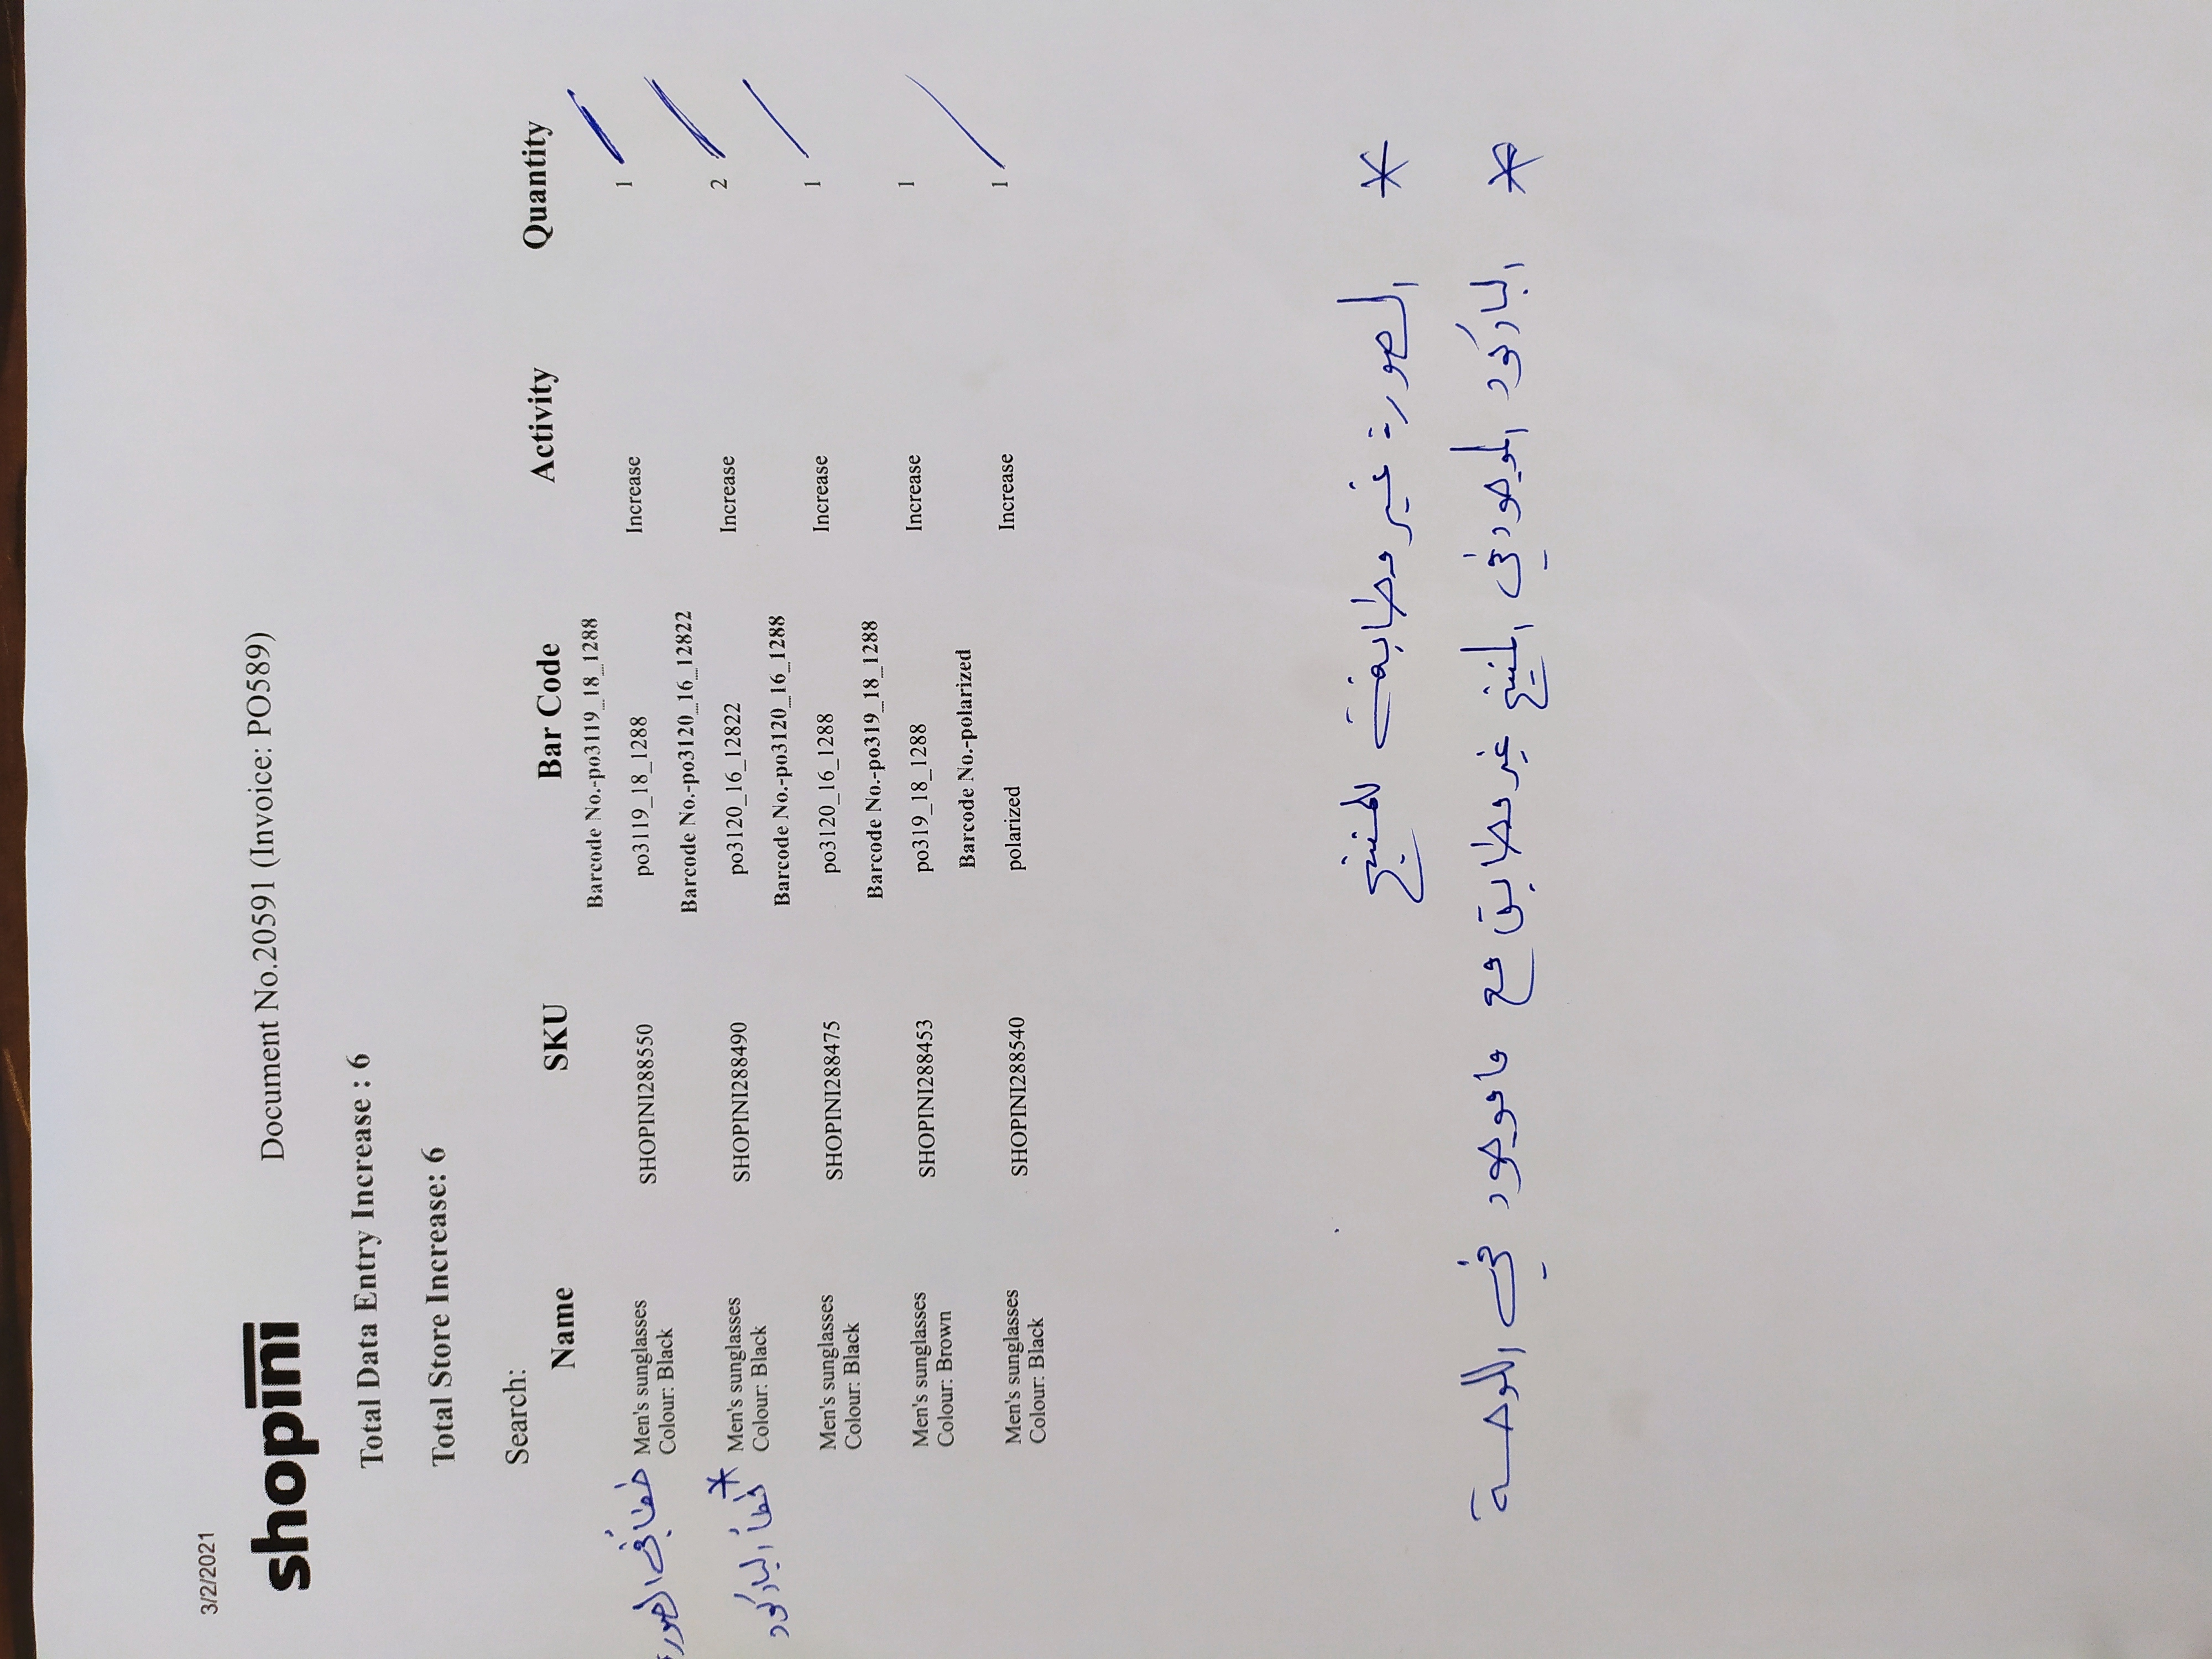 3/2/2021
shopini
Document No.20591 (Invoice: PO589)
Total Data Entry Increase : 6
Total Store Increase: 6
Search:
Name SKU Bar Code Activity Quantity
Barcode No.-po3119_18_1288
خطأ في الصورة Men's sunglasses SHOPINI288550 po3119_18_1288 Increase 1
Colour: Black
Barcode No.-po3120_16_12822
* خطأ الباركود Men's sunglasses SHOPINI288490 po3120_16_12822 Increase 2
Colour: Black
Barcode No.-po3120_16_1288
Men's sunglasses SHOPINI288475 po3120_16_1288 Increase 1
Colour: Black
Barcode No.-po319_18_1288
Men's sunglasses SHOPINI288453 po319_18_1288 Increase 1
Colour: Brown
Barcode No.-polarized
Men's sunglasses SHOPINI288540 polarized Increase 1
Colour: Black
* الصورة غير مطابقة للمنتج
* الباركود الموجود في المنتج غير مطابق مع ما موجود في اللوحة